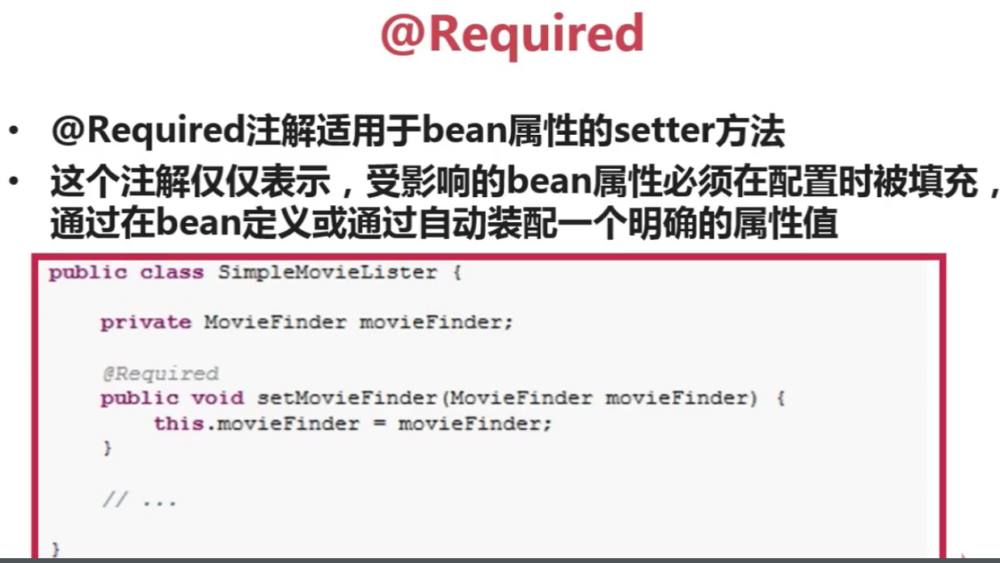 @Required
• @Required注解适用于bean属性的setter方法
• 这个注解仅仅表示，受影响的bean属性必须在配置时被填充，
通过在bean定义或通过自动装配一个明确的属性值
public class SimpleMovieLister {
    private MovieFinder movieFinder;
    @Required
    public void setMovieFinder(MovieFinder movieFinder) {
        this.movieFinder = movieFinder;
    }
    // ...
}